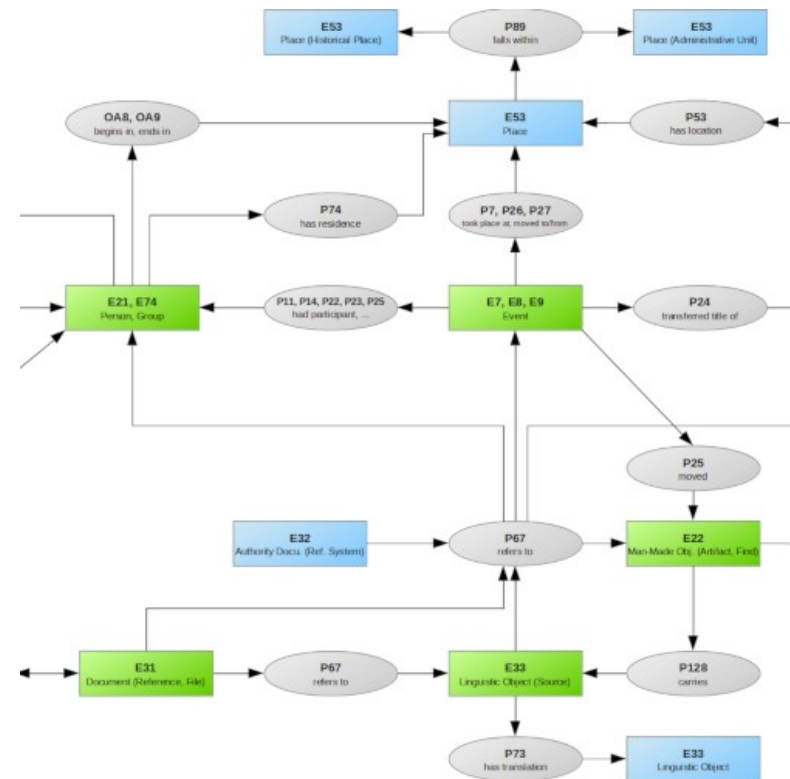 E53
Place (Historical Place)
P89
falls within
E53
Place (Administrative Unit)
OA8, OA9
begins in, ends in
E53
Place
P53
has location
P74
has residence
P7, P26, P27
took place at, moved to/from
E21, E74
Person, Group
P11, P14, P22, P23, P25
had participant, ...
E7, E8, E9
Event
P24
transferred title of
P25
moved
E32
Authority Docu. (Ref. System)
P67
refers to
E22
Man-Made Obj. (Artifact, Find)
E31
Document (Reference, File)
P67
refers to
E33
Linguistic Object (Source)
P128
carries
P73
has translation
E33
Linguistic Object